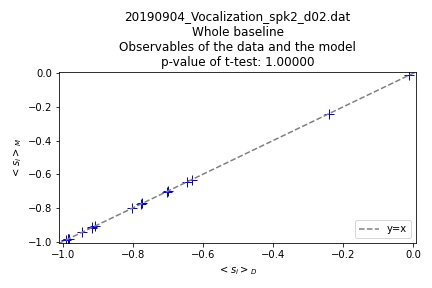 20190904_Vocalization_spk2_d02.dat
Whole baseline
Observables of the data and the model
p-value of t-test: 1.00000
0.0
−0.2
−0.4
−0.6
−0.8
−1.0
< s_i >_M
y=x
−1.0 −0.8 −0.6 −0.4 −0.2 0.0
< s_i >_D